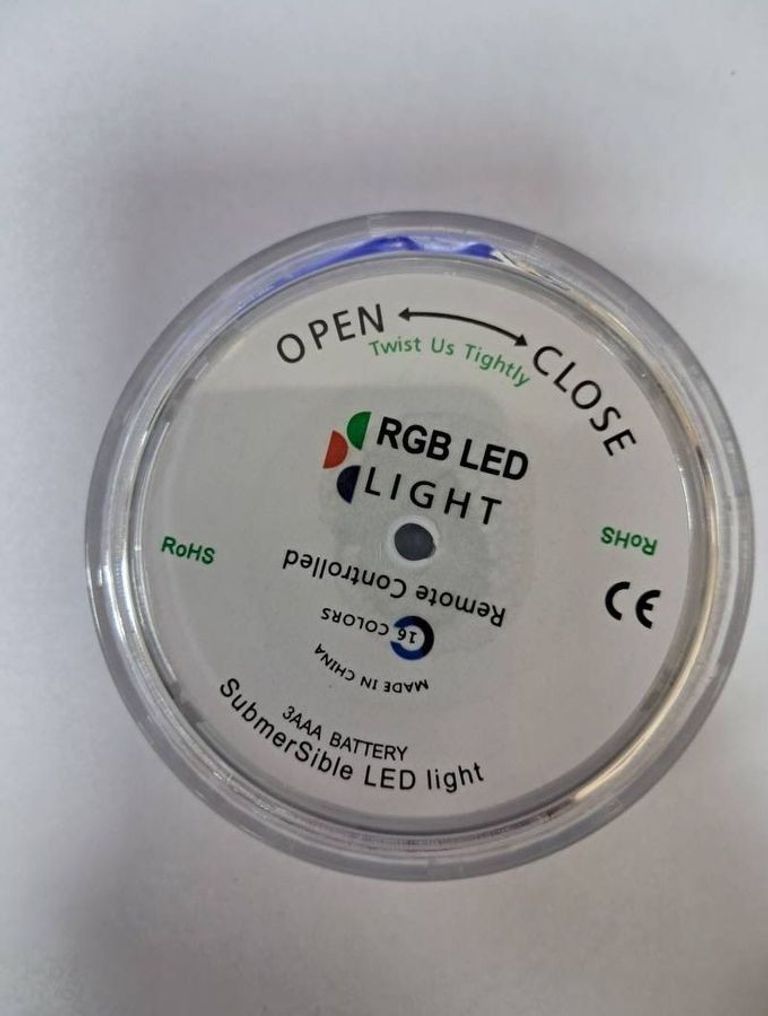 OPEN CLOSE
Twist Us Tightly
RGB LED
LIGHT
RoHS
RoHS
CE
Remote Controlled
16 COLORS
MADE IN CHINA
3AAA BATTERY
SubmerSible LED light